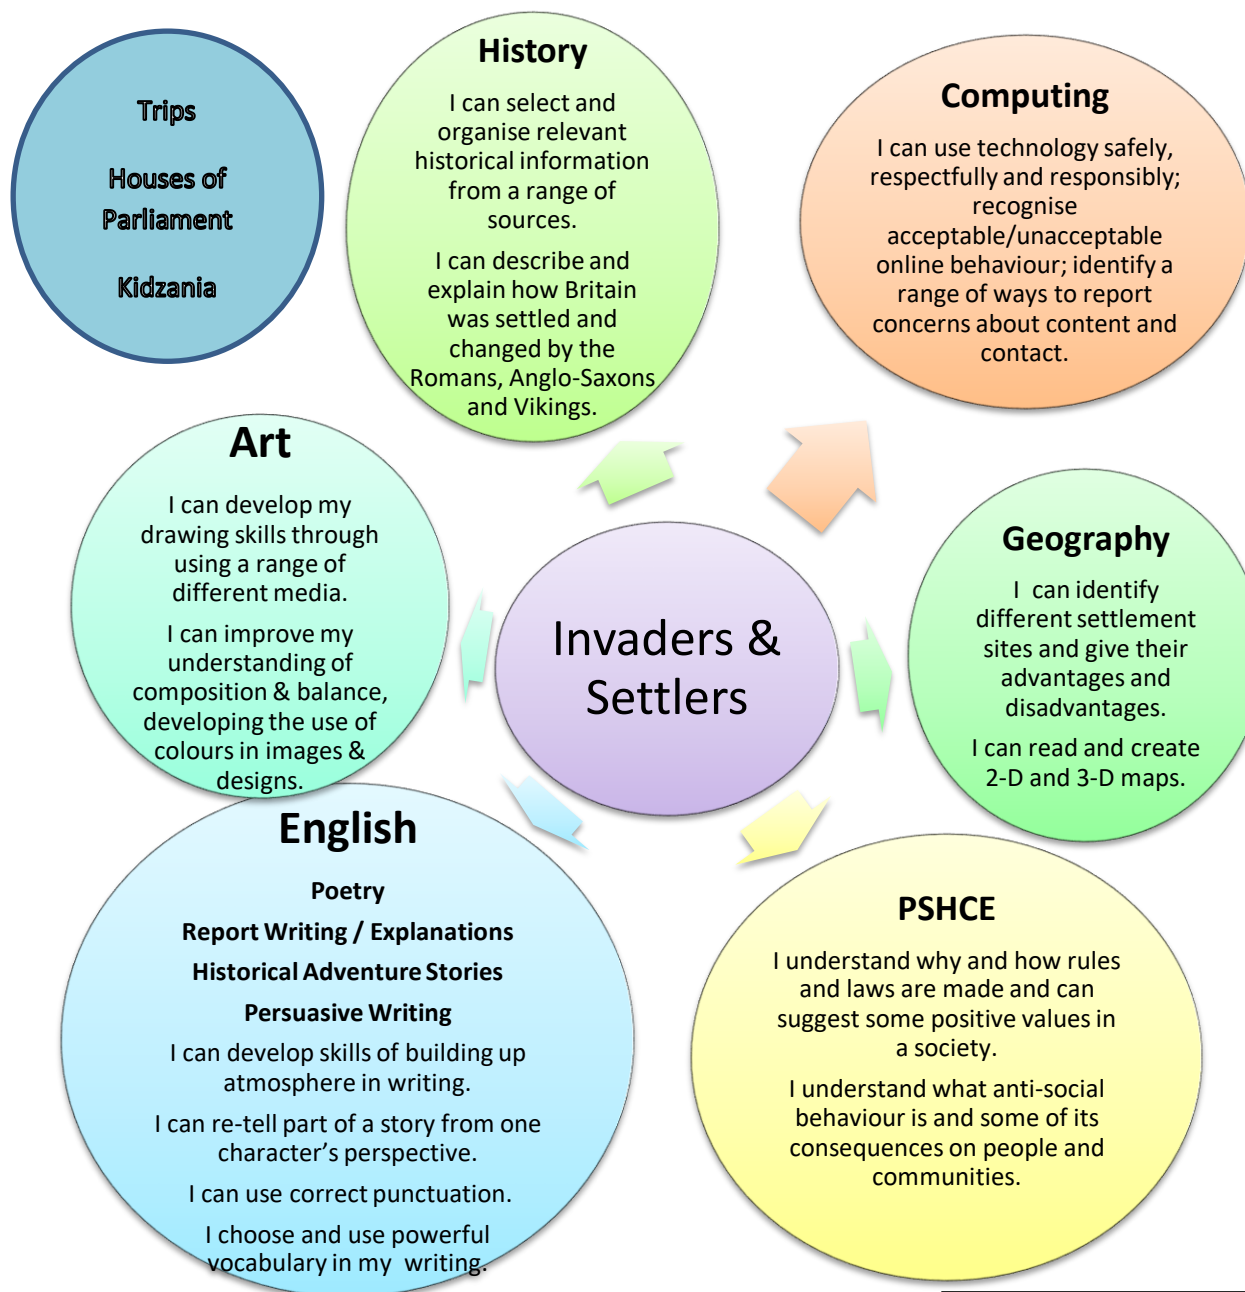 Trips
Houses of
Parliament
Kidzania
History
I can select and
organise relevant
historical information
from a range of
sources.
I can describe and
explain how Britain
was settled and
changed by the
Romans, Anglo-Saxons
and Vikings.
Computing
I can use technology safely,
respectfully and responsibly;
recognise
acceptable/unacceptable
online behaviour; identify a
range of ways to report
concerns about content and
contact.
Art
I can develop my
drawing skills through
using a range of
different media.
I can improve my
understanding of
composition & balance,
developing the use of
colours in images &
designs.
Invaders &
Settlers
Geography
I can identify
different settlement
sites and give their
advantages and
disadvantages.
I can read and create
2-D and 3-D maps.
English
Poetry
Report Writing / Explanations
Historical Adventure Stories
Persuasive Writing
I can develop skills of building up
atmosphere in writing.
I can re-tell part of a story from one
character’s perspective.
I can use correct punctuation.
I choose and use powerful
vocabulary in my writing.
PSHCE
I understand why and how rules
and laws are made and can
suggest some positive values in
a society.
I understand what anti-social
behaviour is and some of its
consequences on people and
communities.